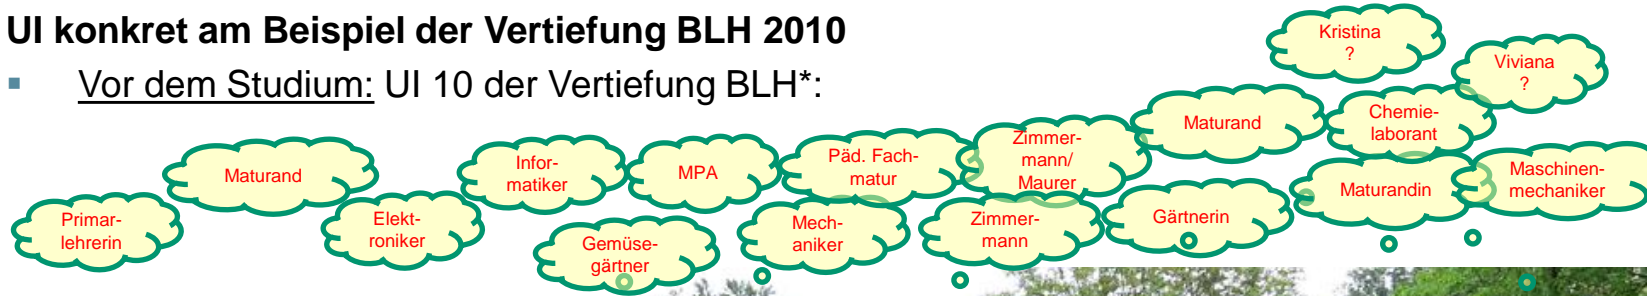 UI konkret am Beispiel der Vertiefung BLH 2010
Vor dem Studium: UI 10 der Vertiefung BLH*:
Kristina
?
Viviana
?
Primar-
lehrerin
Maturand
Elekt-
roniker
Infor-
matiker
Gemüse-
gärtner
MPA
Mech-
aniker
Päd. Fach-
matur
Zimmer-
mann
Zimmer-
mann/
Maurer
Gärtnerin
Maturand
Chemie-
laborant
Maturandin
Maschinen-
mechaniker